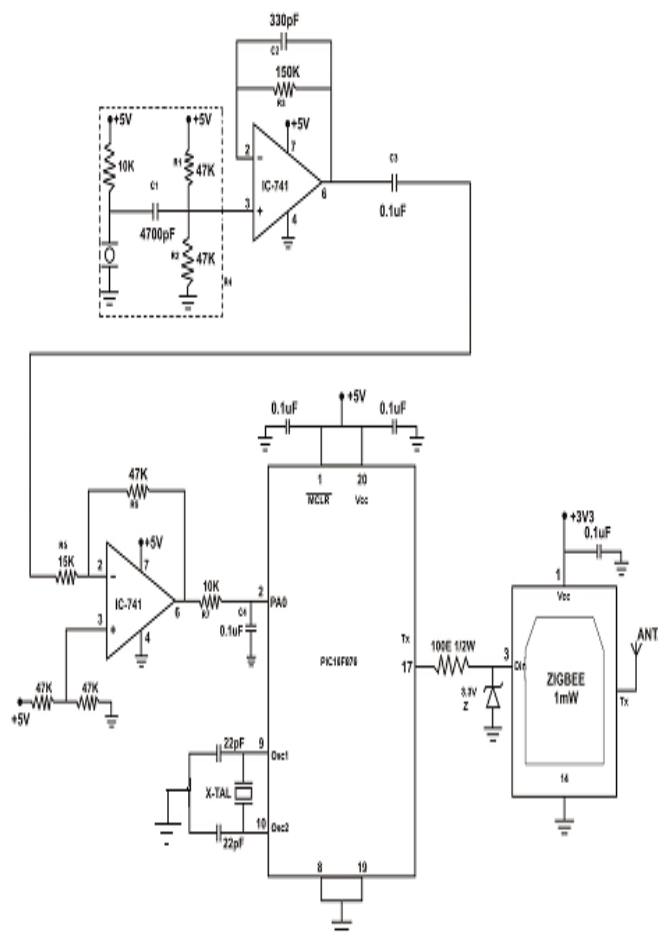 330pF
C2
150K
R3
+5V
+5V
+5V
10K
R1
47K
2
–
7
IC-741
C1
3
+
6
4
C3
0.1uF
4700pF
R2
47K
R4
+5V
0.1uF
0.1uF
1
20
MCLR
Vcc
47K
R6
+5V
R5
15K
2
–
7
IC-741
6
10K
R7
2
PA0
3
+
4
C4
0.1uF
47K
47K
+5V
PIC16F876
Tx
17
100E 1/2W
3.3V
Z
+3V3
0.1uF
1
Vcc
3
Din
ZIGBEE
1mW
ANT.
Tx
14
22pF
9
Osc1
X-TAL
10
Osc2
22pF
8
19